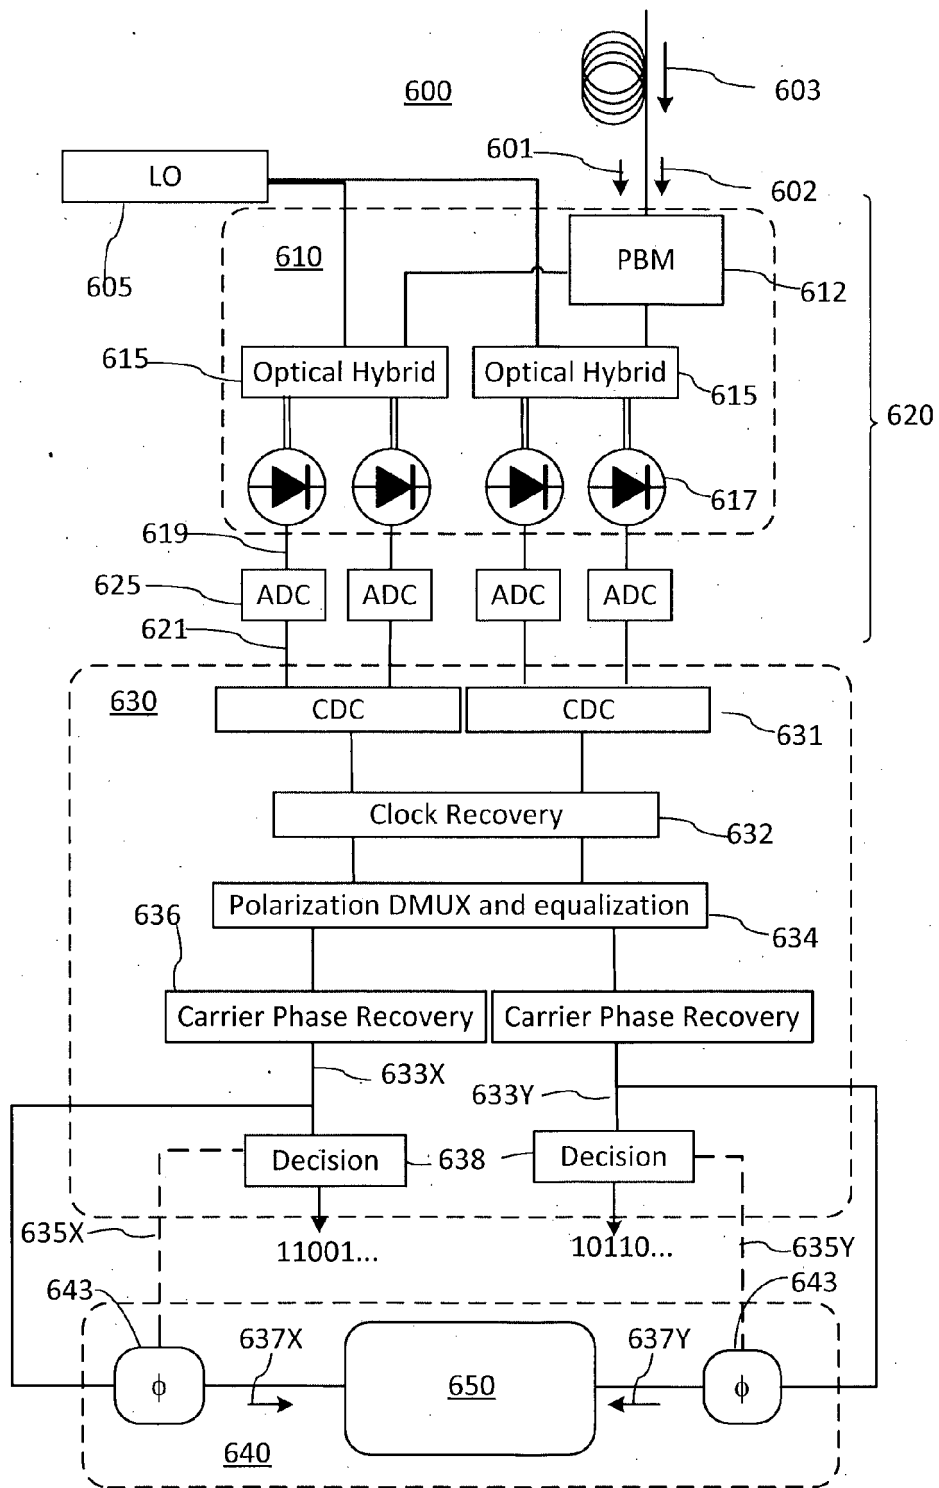 600
603
601
602
LO
605
610
PBM
612
615
Optical Hybrid
Optical Hybrid
615
620
617
619
625
ADC
ADC
ADC
ADC
621
630
CDC
CDC
631
Clock Recovery
632
Polarization DMUX and equalization
634
636
Carrier Phase Recovery
Carrier Phase Recovery
633X
633Y
Decision
638
Decision
635X
11001...
10110...
635Y
643
643
637X
637Y
ϕ
650
ϕ
640